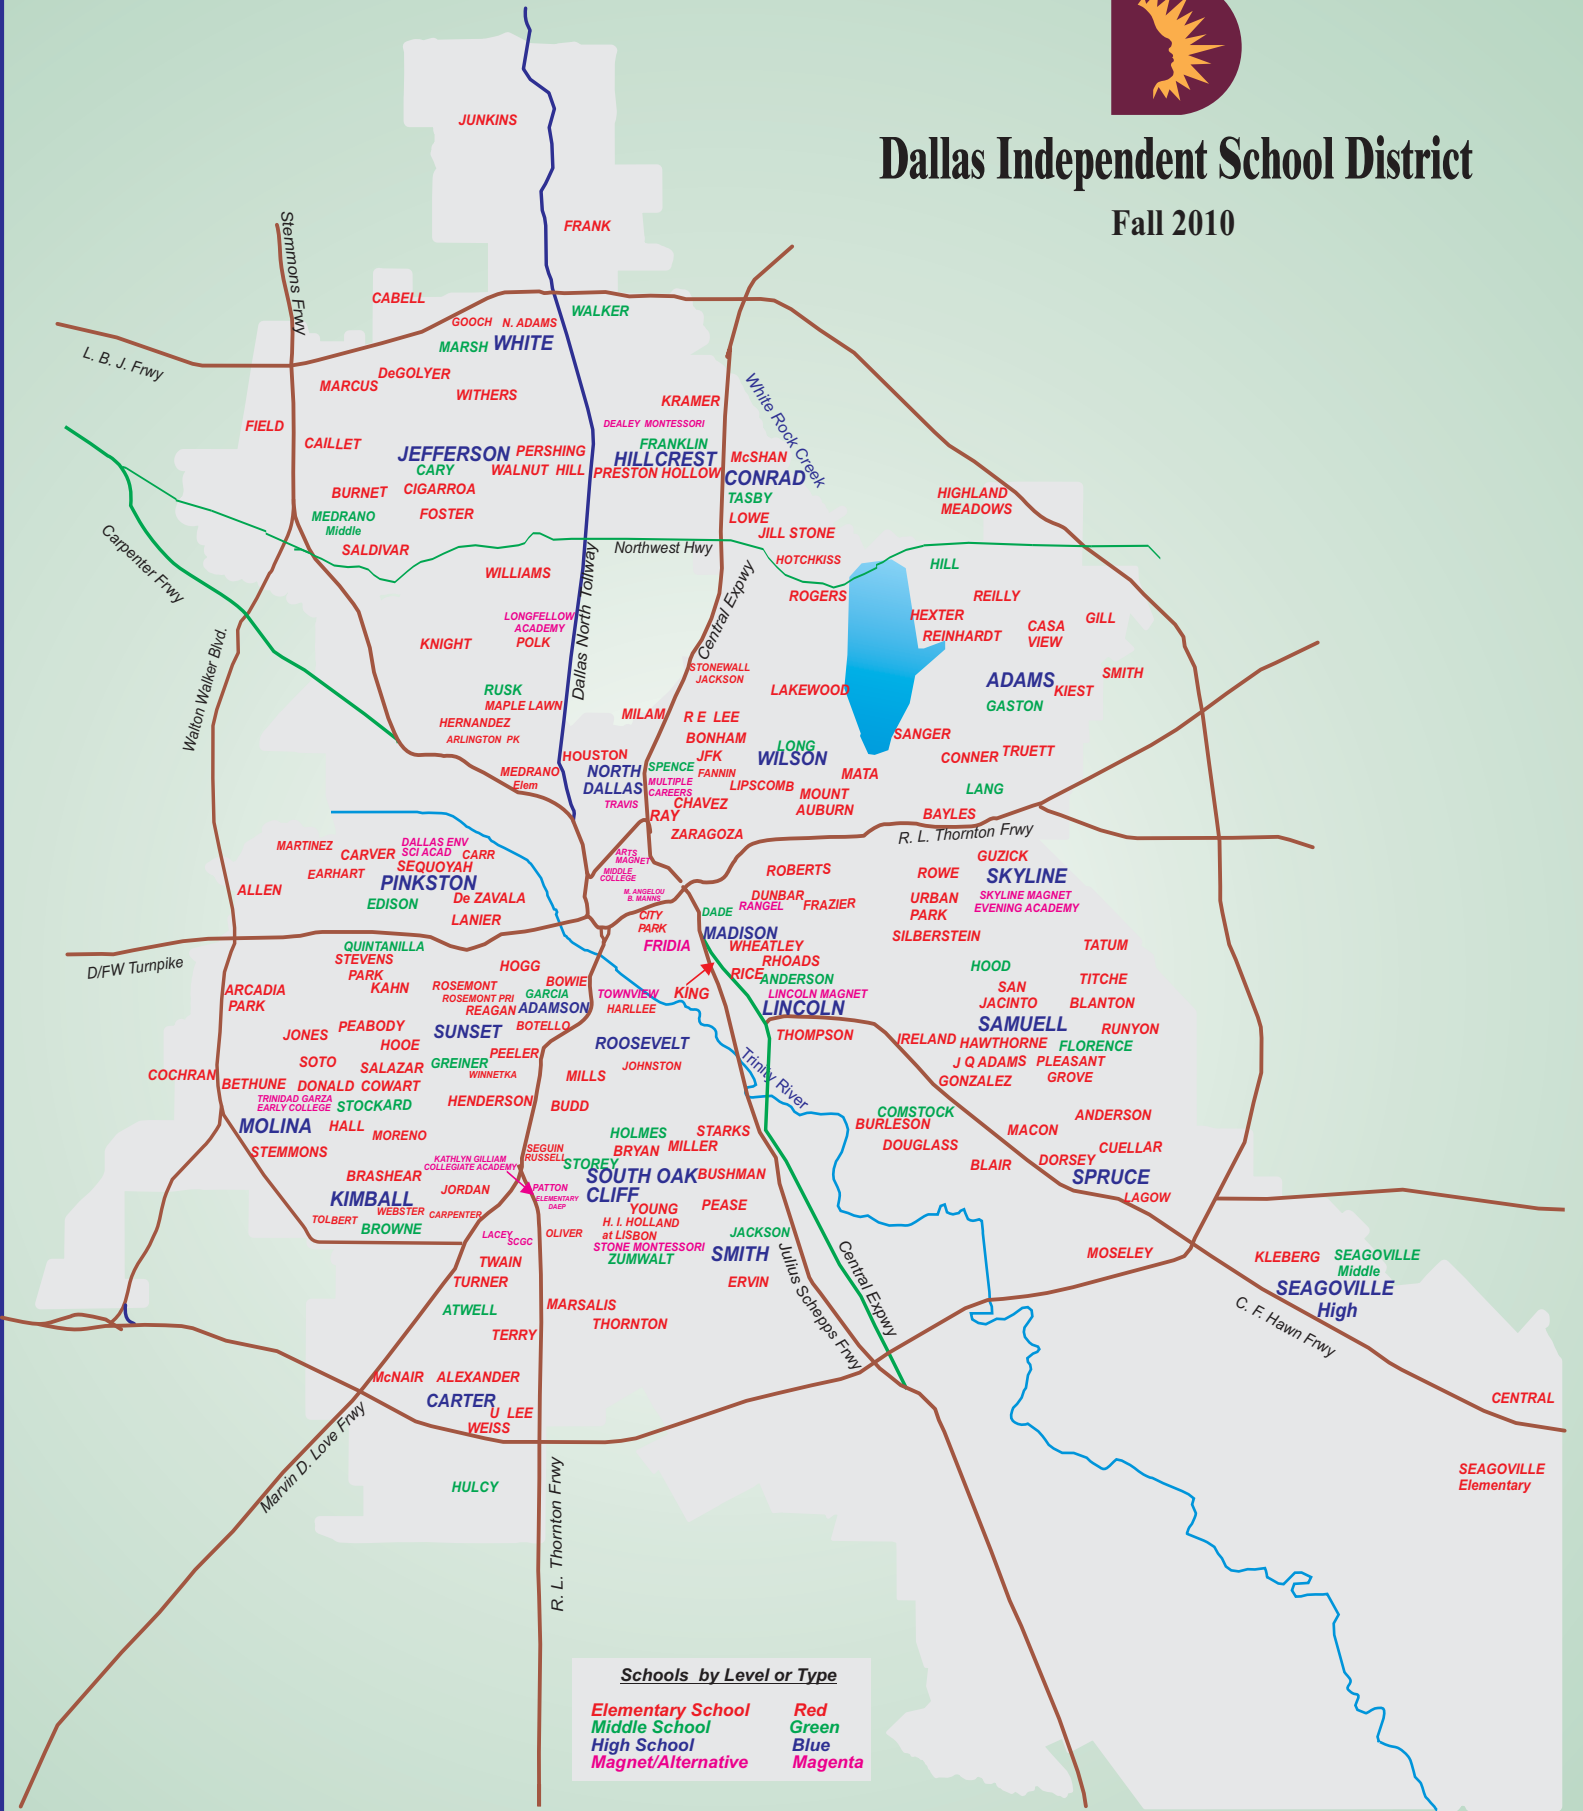 Dallas Independent School District
Fall 2010
JUNKINS
Stemmons Frwy
FRANK
CABELL
WALKER
GOOCH
N. ADAMS
MARSH
WHITE
L. B. J. Frwy
DeGOLYER
MARCUS
WITHERS
KRAMER
White Rock Creek
FIELD
DEALEY MONTESSORI
CAILLET
FRANKLIN
JEFFERSON
PERSHING
HILLCREST
McSHAN
CARY
WALNUT HILL
PRESTON HOLLOW
CONRAD
BURNET
CIGARROA
TASBY
HIGHLAND
MEADOWS
MEDRANO
Middle
FOSTER
LOWE
JILL STONE
SALDIVAR
Northwest Hwy
HOTCHKISS
HILL
Carpenter Frwy
WILLIAMS
Dallas North Tollway
Central Expwy
ROGERS
REILLY
LONGFELLOW
ACADEMY
POLK
KNIGHT
HEXTER
REINHARDT
CASA
VIEW
GILL
Walton Walker Blvd.
STONEWALL
JACKSON
ADAMS
SMITH
KIEST
RUSK
LAKEWOOD
MAPLE LAWN
GASTON
HERNANDEZ
MILAM
R E LEE
ARLINGTON PK
BONHAM
LONG
SANGER
HOUSTON
JFK
WILSON
CONNER
TRUETT
MEDRANO
Elem
NORTH
DALLAS
SPENCE
FANNIN
MATA
MULTIPLE
CAREERS
LIPSCOMB
LANG
TRAVIS
CHAVEZ
MOUNT
AUBURN
RAY
BAYLES
ZARAGOZA
R. L. Thornton Frwy
MARTINEZ
DALLAS ENV
SCI ACAD
CARVER
CARR
ARTS
MAGNET
GUZICK
EARHART
SEQUOYAH
MIDDLE
COLLEGE
ROBERTS
ROWE
SKYLINE
ALLEN
PINKSTON
M. ANGELOU
B. MANNS
DUNBAR
SKYLINE MAGNET
EVENING ACADEMY
EDISON
De ZAVALA
RANGEL
FRAZIER
URBAN
PARK
LANIER
CITY
PARK
DADE
MADISON
SILBERSTEIN
QUINTANILLA
FRIDIA
WHEATLEY
TATUM
D/FW Turnpike
STEVENS
PARK
HOGG
RHOADS
HOOD
KAHN
RICE
ANDERSON
TITCHE
ARCADIA
PARK
ROSEMONT
BOWIE
KING
SAN
JACINTO
ROSEMONT PRI
GARCIA
TOWNVIEW
LINCOLN MAGNET
BLANTON
REAGAN
ADAMSON
HARLLEE
LINCOLN
PEABODY
BOTELLO
SAMUELL
RUNYON
JONES
SUNSET
THOMPSON
IRELAND
HOOE
ROOSEVELT
HAWTHORNE
FLORENCE
SOTO
PEELER
J Q ADAMS
PLEASANT
GROVE
SALAZAR
GREINER
JOHNSTON
COCHRAN
WINNETKA
MILLS
Trinity River
GONZALEZ
BETHUNE
DONALD
COWART
TRINIDAD GARZA
EARLY COLLEGE
STOCKARD
HENDERSON
BUDD
COMSTOCK
ANDERSON
MOLINA
HALL
BURLESON
MACON
MORENO
HOLMES
STARKS
STEMMONS
SEGUIN
BRYAN
MILLER
DOUGLASS
CUELLAR
KATHLYN GILLIAM
COLLEGIATE ACADEMY
RUSSELL
STOREY
BLAIR
DORSEY
BRASHEAR
SOUTH OAK
CLIFF
BUSHMAN
SPRUCE
KIMBALL
JORDAN
PATTON
ELEMENTARY
DAEP
LAGOW
TOLBERT
WEBSTER
CARPENTER
YOUNG
PEASE
BROWNE
H. I. HOLLAND
at LISBON
LACEY
SCGC
OLIVER
JACKSON
STONE MONTESSORI
TWAIN
ZUMWALT
SMITH
Julius Schepps Frwy
Central Expwy
MOSELEY
KLEBERG
SEAGOVILLE
Middle
TURNER
ERVIN
SEAGOVILLE
High
ATWELL
MARSALIS
THORNTON
C. F. Hawn Frwy
TERRY
McNAIR
ALEXANDER
CARTER
CENTRAL
U LEE
WEISS
Marvin D. Love Frwy
HULCY
R. L. Thornton Frwy
SEAGOVILLE
Elementary
Schools by Level or Type
Elementary School Red
Middle School Green
High School Blue
Magnet/Alternative Magenta